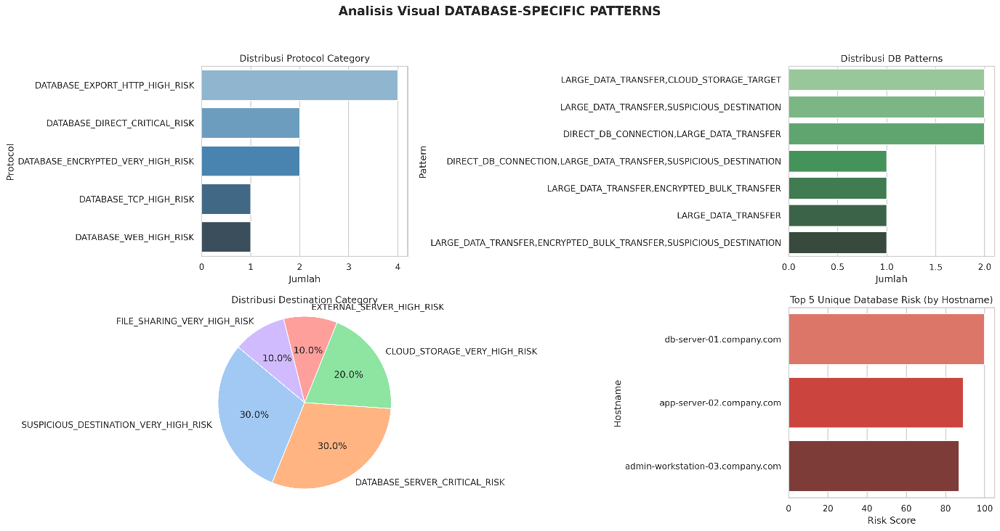 Analisis Visual DATABASE-SPECIFIC PATTERNS
Distribusi Protocol Category
Protocol
DATABASE_EXPORT_HTTP_HIGH_RISK
DATABASE_DIRECT_CRITICAL_RISK
DATABASE_ENCRYPTED_VERY_HIGH_RISK
DATABASE_TCP_HIGH_RISK
DATABASE_WEB_HIGH_RISK
0 1 2 3 4
Jumlah
Distribusi DB Patterns
Pattern
LARGE_DATA_TRANSFER,CLOUD_STORAGE_TARGET
LARGE_DATA_TRANSFER,SUSPICIOUS_DESTINATION
DIRECT_DB_CONNECTION,LARGE_DATA_TRANSFER
DIRECT_DB_CONNECTION,LARGE_DATA_TRANSFER,SUSPICIOUS_DESTINATION
LARGE_DATA_TRANSFER,ENCRYPTED_BULK_TRANSFER
LARGE_DATA_TRANSFER
LARGE_DATA_TRANSFER,ENCRYPTED_BULK_TRANSFER,SUSPICIOUS_DESTINATION
0.0 0.5 1.0 1.5 2.0
Jumlah
Distribusi Destination Category
EXTERNAL_SERVER_HIGH_RISK
FILE_SHARING_VERY_HIGH_RISK
CLOUD_STORAGE_VERY_HIGH_RISK
10.0%
10.0%
20.0%
30.0%
SUSPICIOUS_DESTINATION_VERY_HIGH_RISK
30.0%
DATABASE_SERVER_CRITICAL_RISK
Top 5 Unique Database Risk (by Hostname)
Hostname
db-server-01.company.com
app-server-02.company.com
admin-workstation-03.company.com
0 20 40 60 80 100
Risk Score